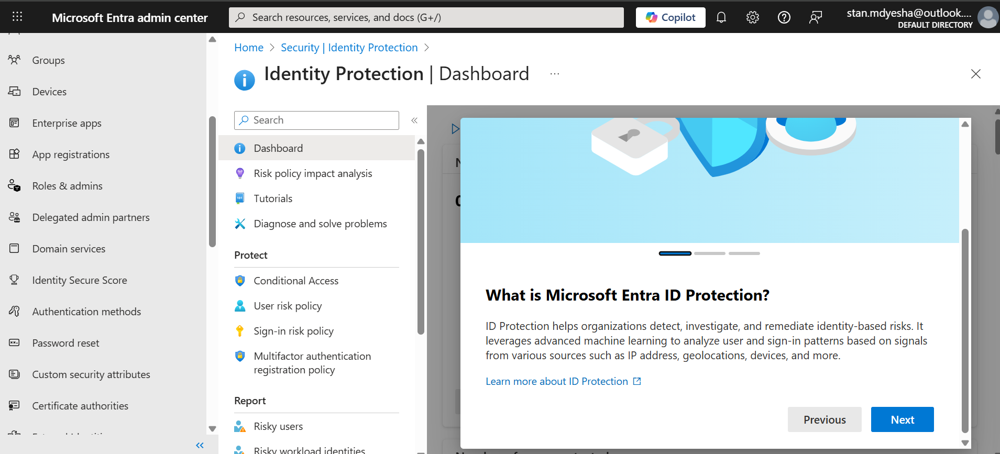 Microsoft Entra admin center
Search resources, services, and docs (G+/)
Copilot
stan.mdyesha@outlook....
DEFAULT DIRECTORY
Groups
Devices
Enterprise apps
App registrations
Roles & admins
Delegated admin partners
Domain services
Identity Secure Score
Authentication methods
Password reset
Custom security attributes
Certificate authorities
Home > Security | Identity Protection >
Identity Protection | Dashboard ...
Search
Dashboard
Risk policy impact analysis
Tutorials
Diagnose and solve problems
Protect
Conditional Access
User risk policy
Sign-in risk policy
Multifactor authentication
registration policy
Report
Risky users
Risky workload identities
What is Microsoft Entra ID Protection?
ID Protection helps organizations detect, investigate, and remediate identity-based risks. It
leverages advanced machine learning to analyze user and sign-in patterns based on signals
from various sources such as IP address, geolocations, devices, and more.
Learn more about ID Protection
Previous
Next